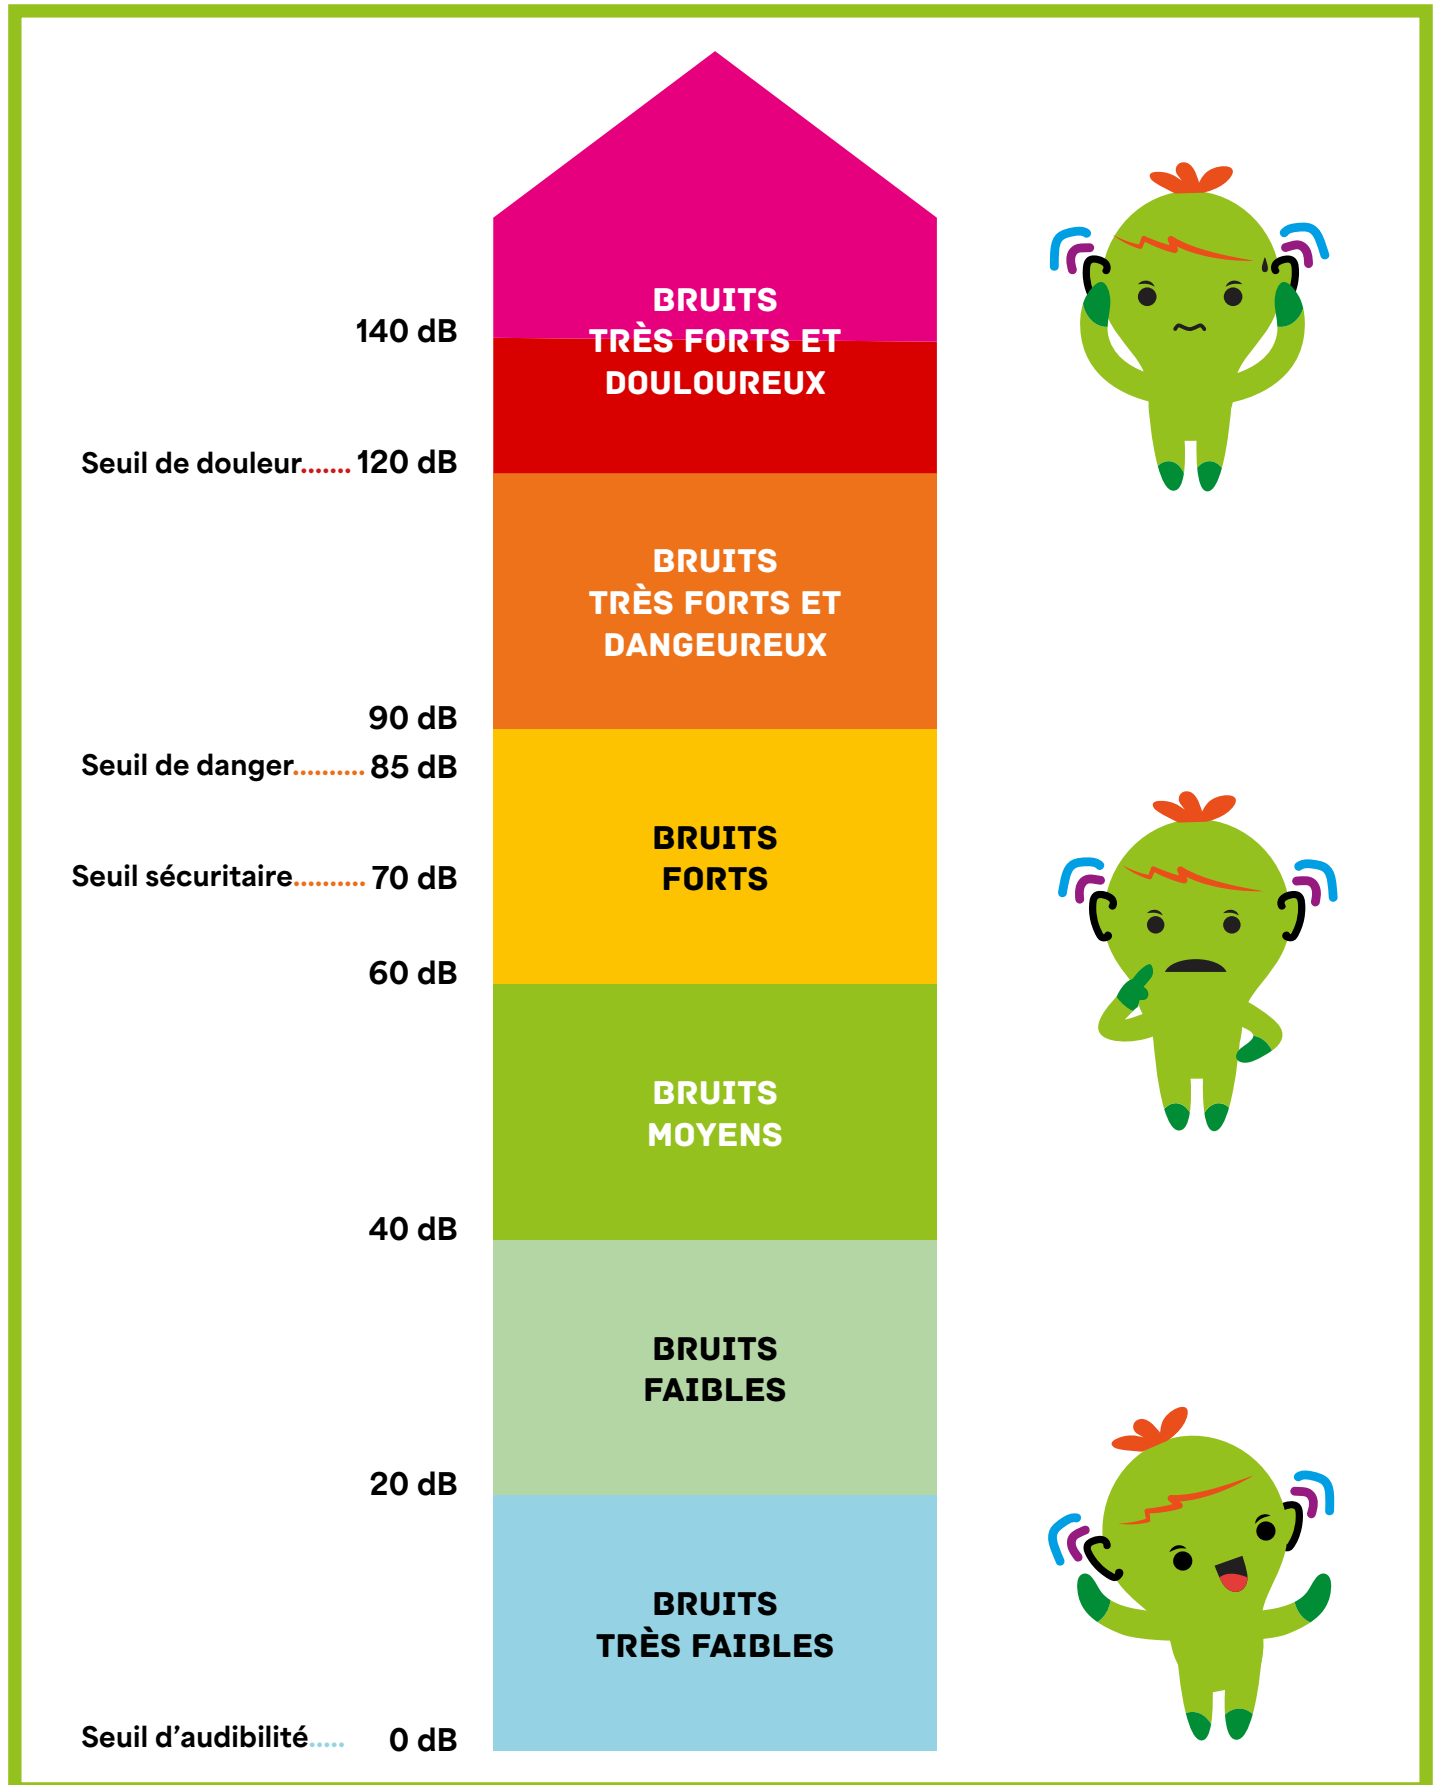 BRUITS
TRÈS FORTS ET
DOULOUREUX
140 dB
Seuil de douleur....... 120 dB
BRUITS
TRÈS FORTS ET
DANGEUREUX
90 dB
Seuil de danger.......... 85 dB
BRUITS
FORTS
Seuil sécuritaire.......... 70 dB
60 dB
BRUITS
MOYENS
40 dB
BRUITS
FAIBLES
20 dB
BRUITS
TRÈS FAIBLES
Seuil d’audibilité..... 0 dB